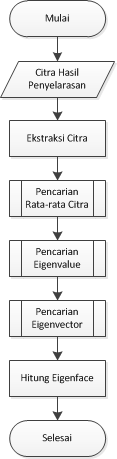 Mulai
Citra Hasil
Penyelarasan
Ekstraksi Citra
Pencarian
Rata-rata Citra
Pencarian
Eigenvalue
Pencarian
Eigenvector
Hitung Eigenface
Selesai